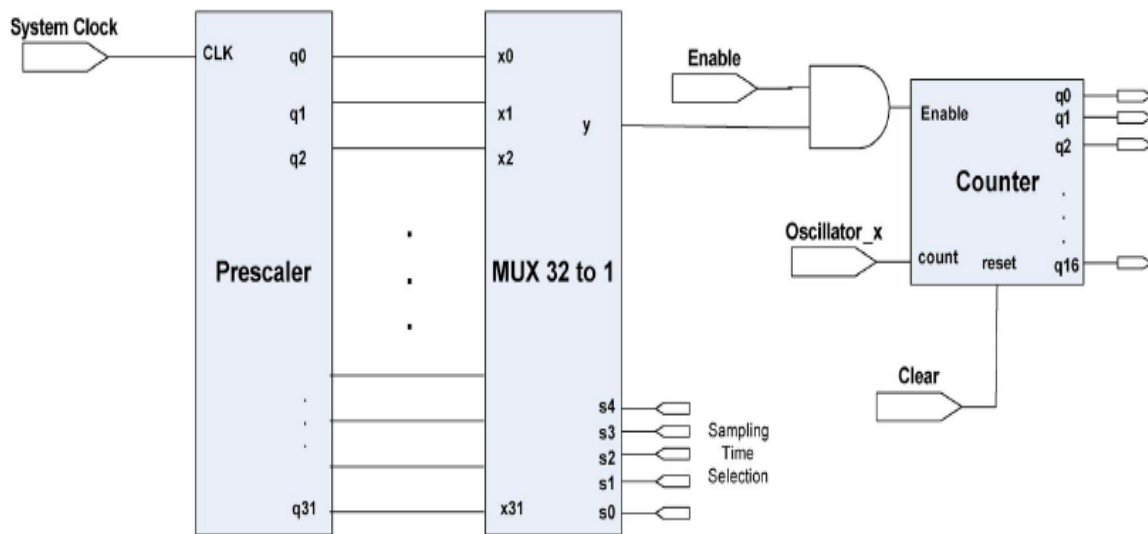 System Clock
CLK
q0
q1
q2
Prescaler
q31
x0
x1
x2
y
MUX 32 to 1
x31
s4
s3
s2
s1
s0
Sampling
Time
Selection
Enable
Oscillator_x
Clear
Enable
Counter
count
reset
q0
q1
q2
q16